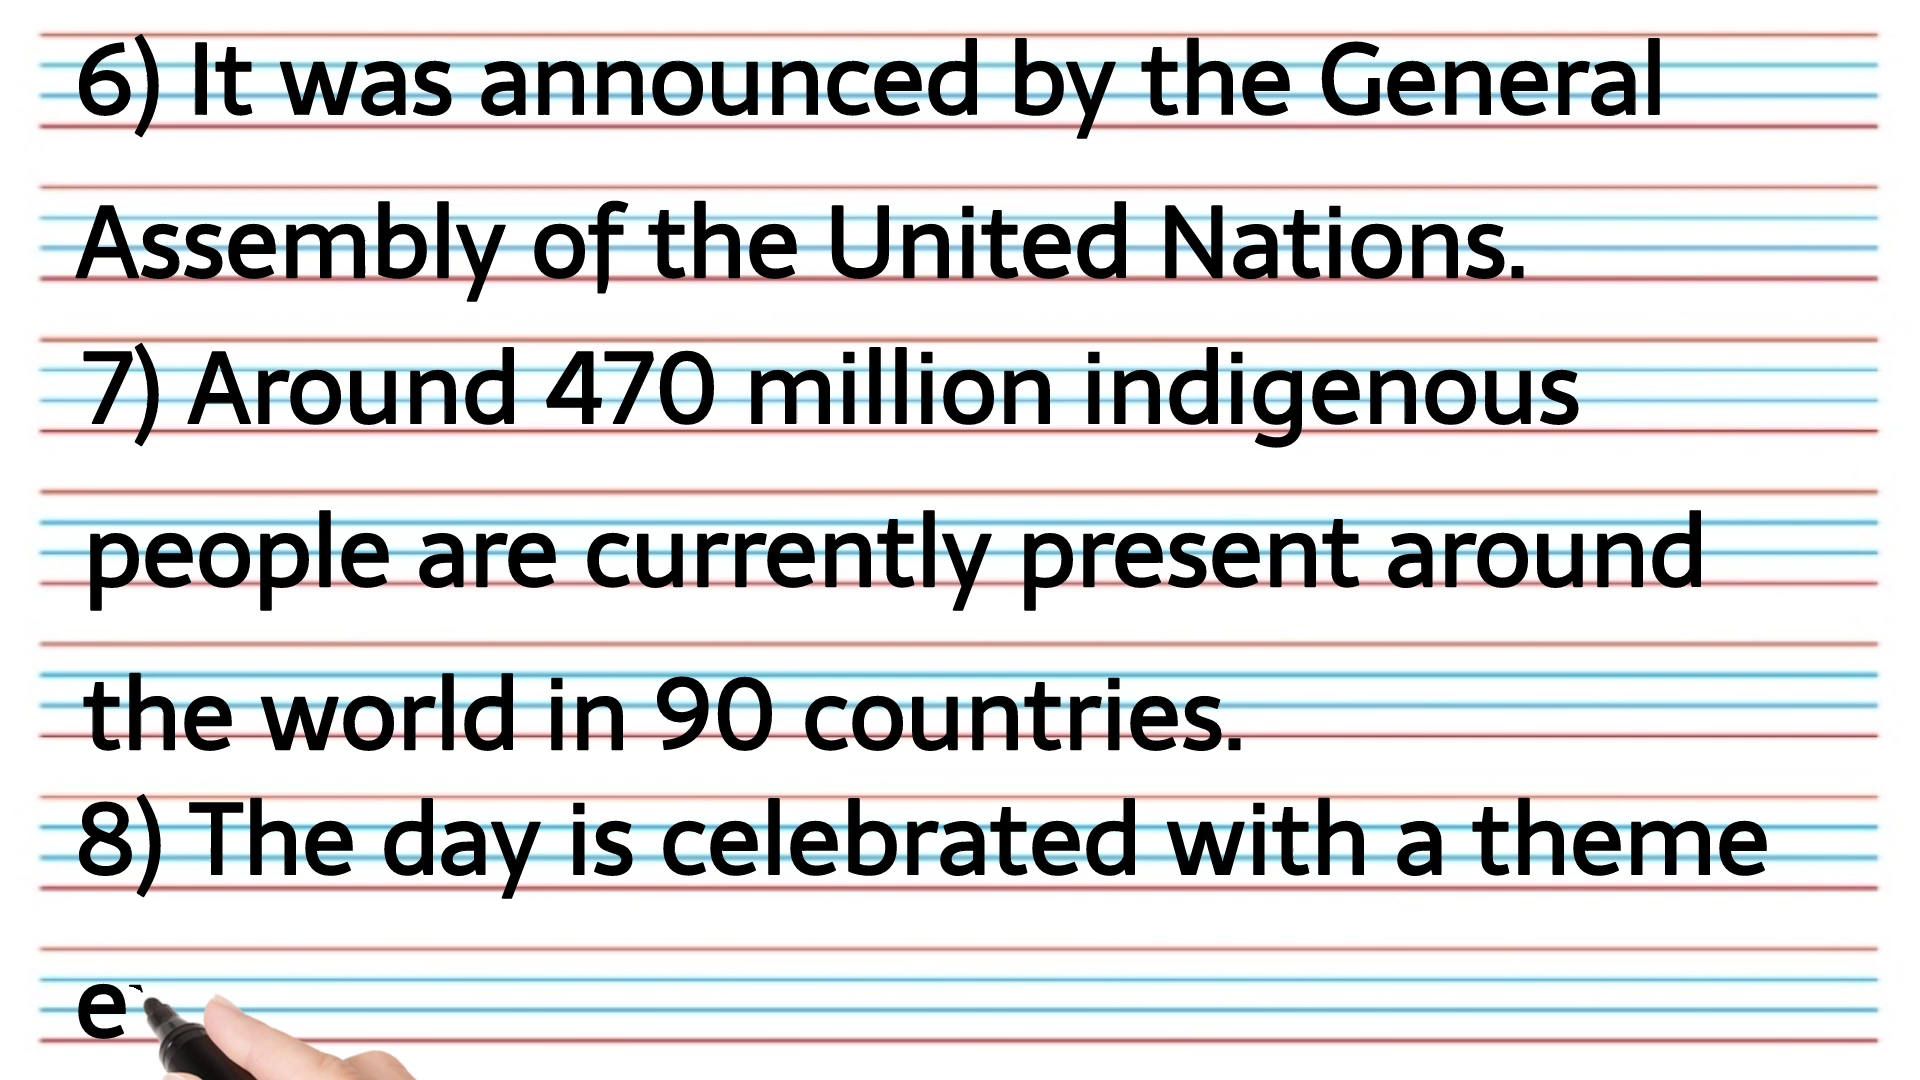 6) It was announced by the General
Assembly of the United Nations.
7) Around 470 million indigenous
people are currently present around
the world in 90 countries.
8) The day is celebrated with a theme
e